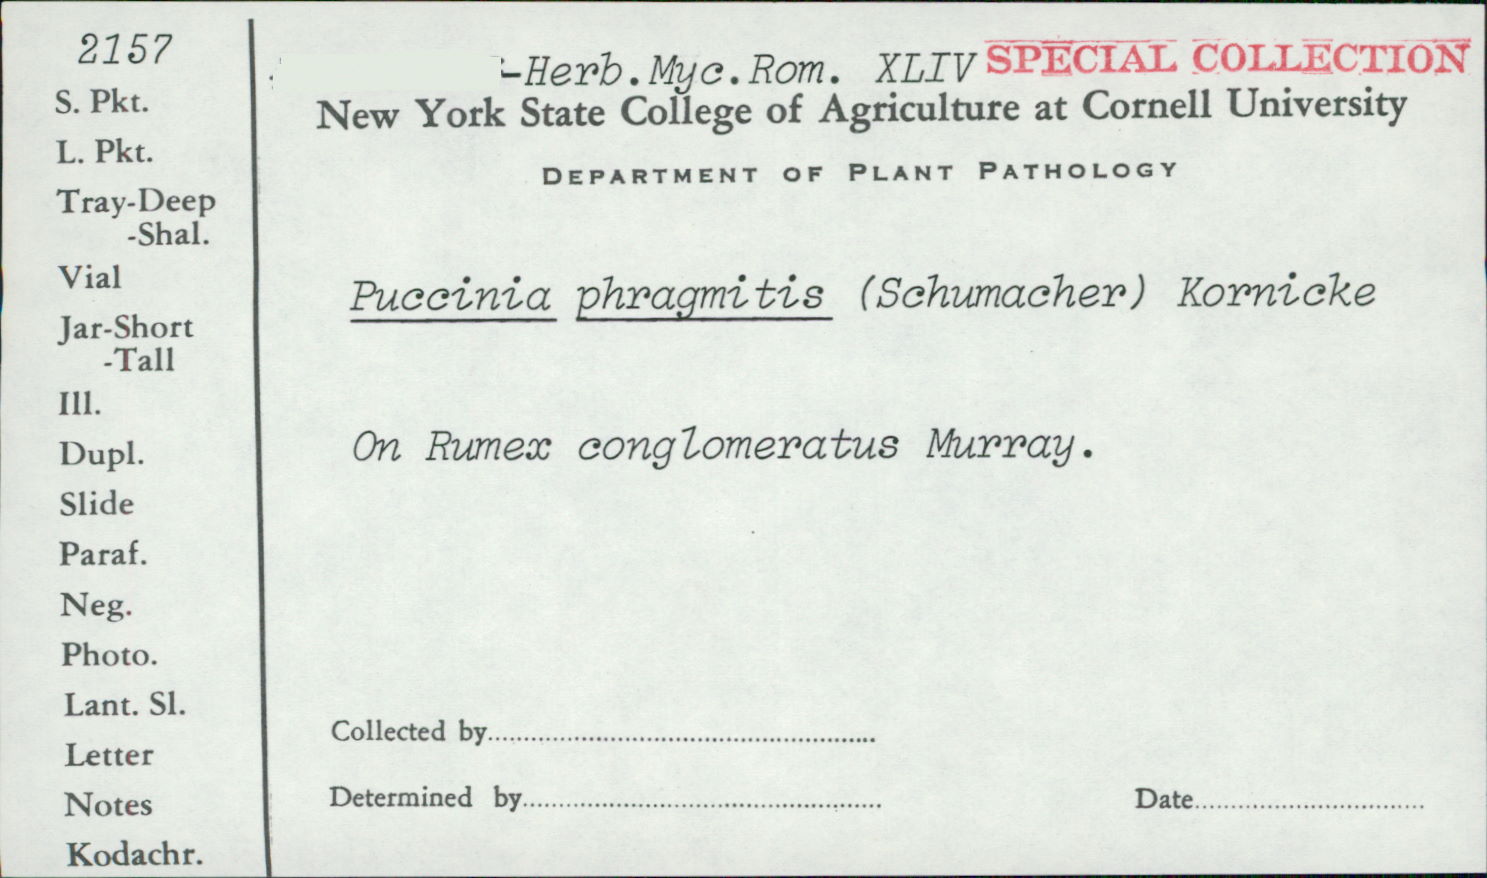 2157
S. Pkt.
L. Pkt.
Tray-Deep
-Shal.
Vial
Jar-Short
-Tall
Ill.
Dupl.
Slide
Paraf.
Neg.
Photo.
Lant. Sl.
Letter
Notes
Kodachr.
-Herb.Myc.Rom. XLIV SPECIAL COLLECTION
New York State College of Agriculture at Cornell University
DEPARTMENT OF PLANT PATHOLOGY
Puccinia phragmitis (Schumacher) Kornicke
On Rumex conglomeratus Murray.
Collected by
Determined by Date